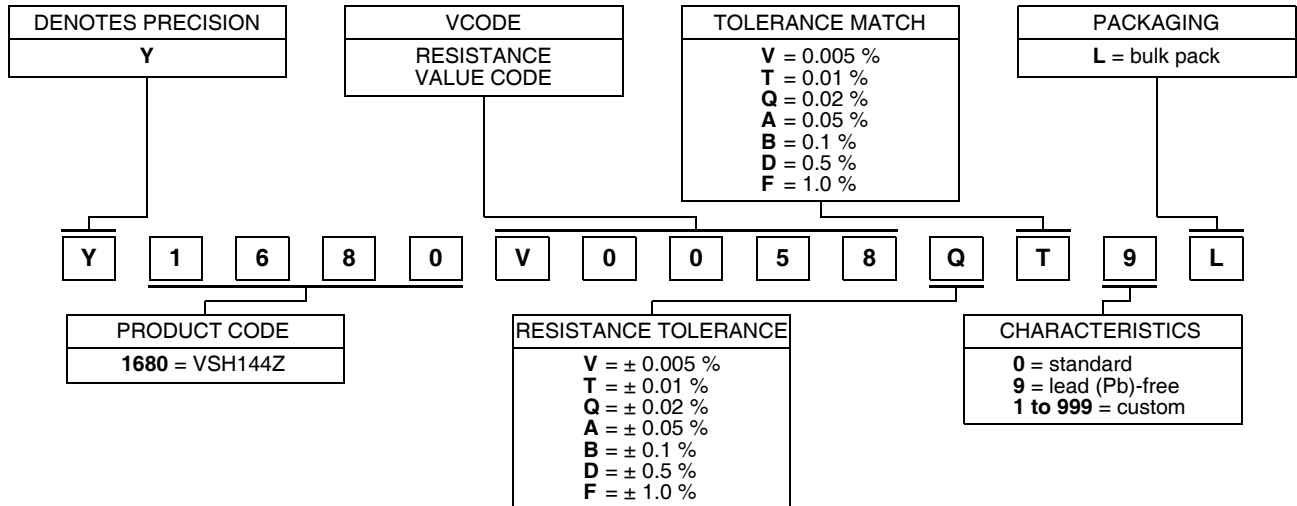 DENOTES PRECISION
Y
VCODE
RESISTANCE
VALUE CODE
TOLERANCE MATCH
V = 0.005 %
T = 0.01 %
Q = 0.02 %
A = 0.05 %
B = 0.1 %
D = 0.5 %
F = 1.0 %
PACKAGING
L = bulk pack
Y 1 6 8 0 V 0 0 5 8 Q T 9 L
PRODUCT CODE
1680 = VSH144Z
RESISTANCE TOLERANCE
V = ± 0.005 %
T = ± 0.01 %
Q = ± 0.02 %
A = ± 0.05 %
B = ± 0.1 %
D = ± 0.5 %
F = ± 1.0 %
CHARACTERISTICS
0 = standard
9 = lead (Pb)-free
1 to 999 = custom